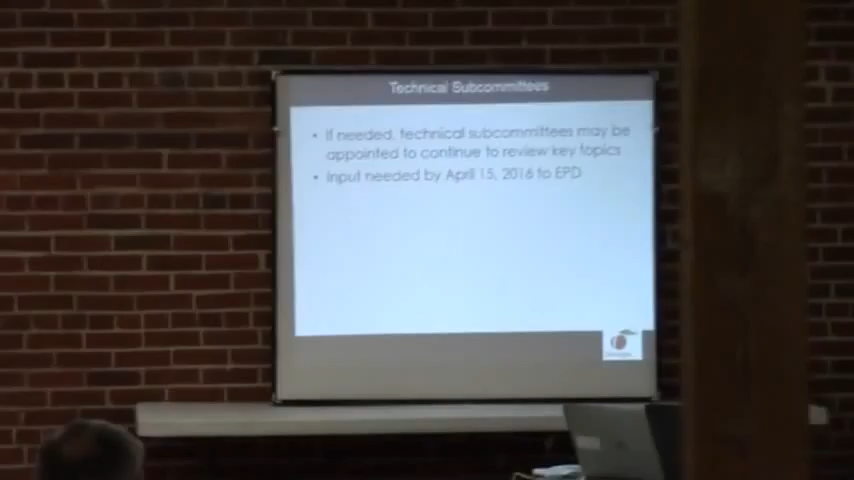 Technical Subcommittees
• If needed, technical subcommittees may be
appointed to continue to review key topics
• Input needed by April 15, 2016 to EPD